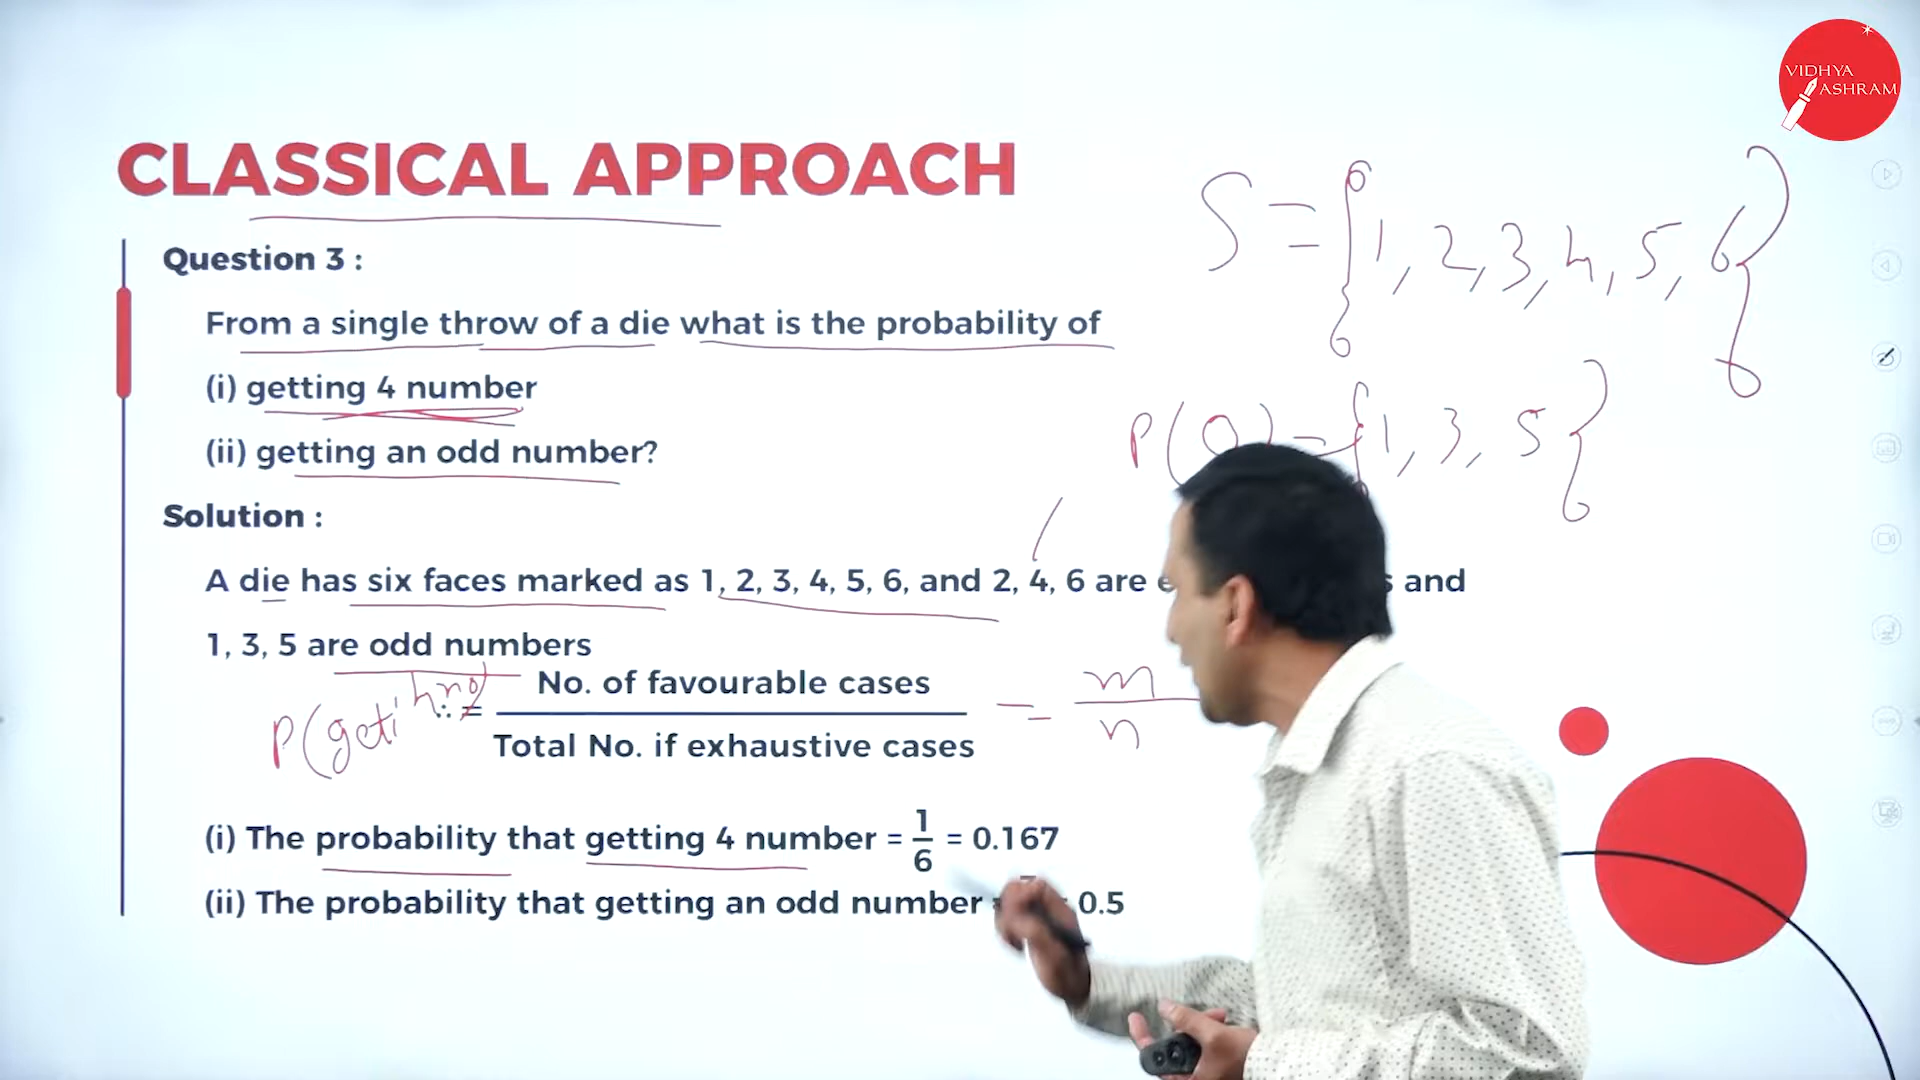 VIDHYA
ASHRAM
CLASSICAL APPROACH
S = {1, 2, 3, 4, 5, 6}
Question 3 :
From a single throw of a die what is the probability of
(i) getting 4 number
P(O) = {1, 3, 5}
(ii) getting an odd number?
Solution :
A die has six faces marked as 1, 2, 3, 4, 5, 6, and 2, 4, 6 are and
1, 3, 5 are odd numbers
P(geti 4 no) ∴ = No. of favourable cases = m
Total No. if exhaustive cases n
(i) The probability that getting 4 number = 1/6 = 0.167
(ii) The probability that getting an odd number 0.5